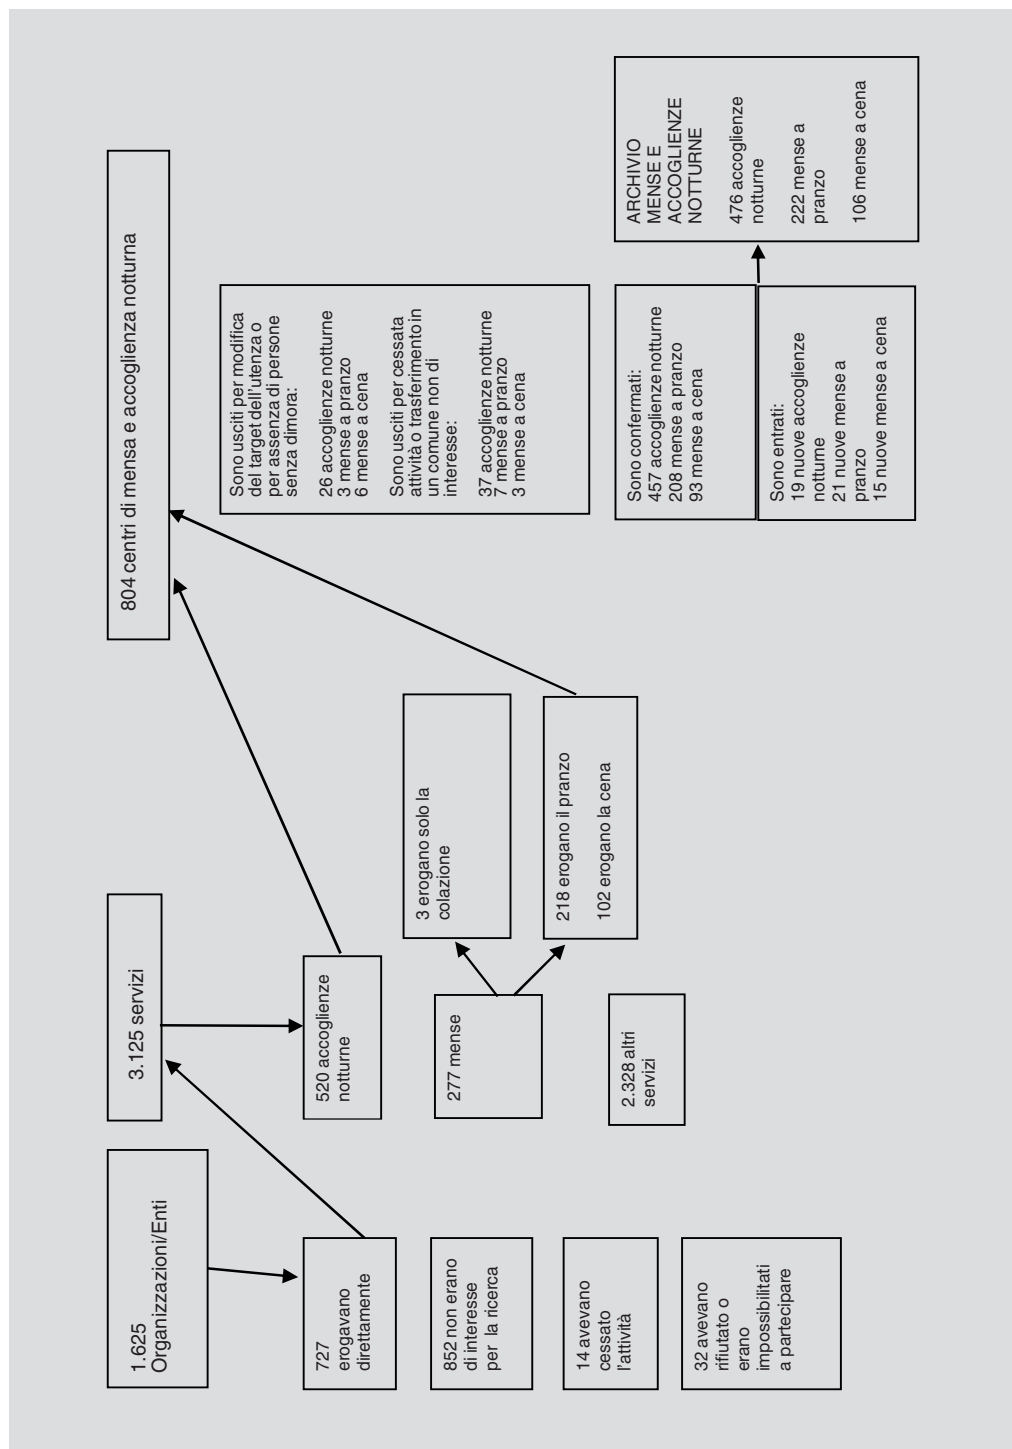 1.625
Organizzazioni/Enti
727
erogavano
direttamente
852 non erano
di interesse
per la ricerca
14 avevano
cessato
l'attività
32 avevano
rifiutato o
erano
impossibilitati
a partecipare
3.125 servizi
520 accoglienze
notturne
277 mense
2.328 altri
servizi
3 erogano solo la
colazione
218 erogano il pranzo
102 erogano la cena
804 centri di mensa e accoglienza notturna
Sono usciti per modifica
del target dell'utenza o
per assenza di persone
senza dimora:
26 accoglienze notturne
3 mense a pranzo
6 mense a cena
Sono usciti per cessata
attività o trasferimento in
un comune non di
interesse:
37 accoglienze notturne
7 mense a pranzo
3 mense a cena
Sono confermati:
457 accoglienze notturne
208 mense a pranzo
93 mense a cena
Sono entrati:
19 nuove accoglienze
notturne
21 nuove mense a
pranzo
15 nuove mense a cena
ARCHIVIO
MENSE E
ACCOGLIENZE
NOTTURNE
476 accoglienze
notturne
222 mense a
pranzo
106 mense a cena